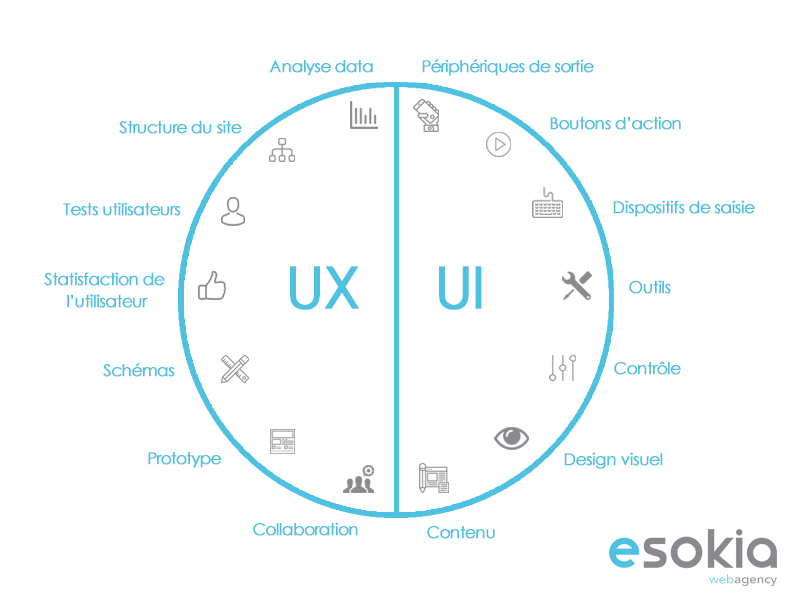 Analyse data
Périphériques de sortie
Structure du site
Boutons d'action
Tests utilisateurs
Dispositifs de saisie
Statisfaction de
l'utilisateur
UX
UI
Outils
Schémas
Contrôle
Prototype
Design visuel
Collaboration
Contenu
esokia
webagency